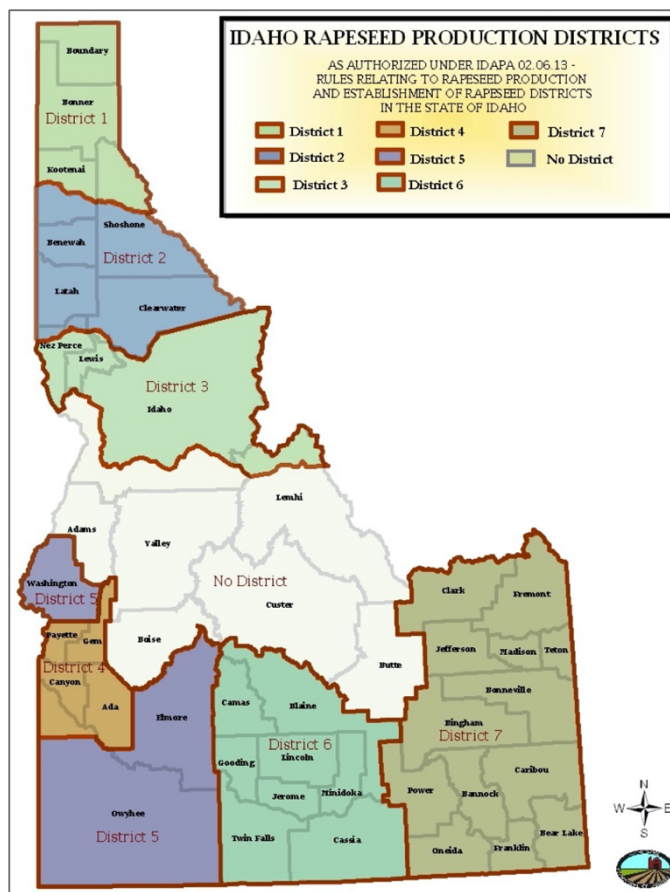 IDAHO RAPESEED PRODUCTION DISTRICTS
AS AUTHORIZED UNDER IDAPA 02.06.13 -
RULES RELATING TO RAPESEED PRODUCTION
AND ESTABLISHMENT OF RAPESEED DISTRICTS
IN THE STATE OF IDAHO
District 1
District 4
District 7
District 2
District 5
No District
District 3
District 6
Boundary
Bonner
District 1
Kootenai
Shoshone
Benewah
District 2
Latah
Clearwater
Nez Perce
Lewis
District 3
Idaho
Lemhi
Adams
Valley
Washington
No District
District 5
Custer
Clark
Fremont
Payette
Gem
Boise
Butte
Jefferson
Madison
Teton
District 4
Canyon
Ada
Elmore
Camas
Blaine
Bonneville
Bingham
District 7
District 6
Lincoln
Gooding
Caribou
Power
Bannock
Jerome
Minidoka
Owyhee
Twin Falls
Cassia
District 5
Oneida
Franklin
Bear Lake
N
W
E
S